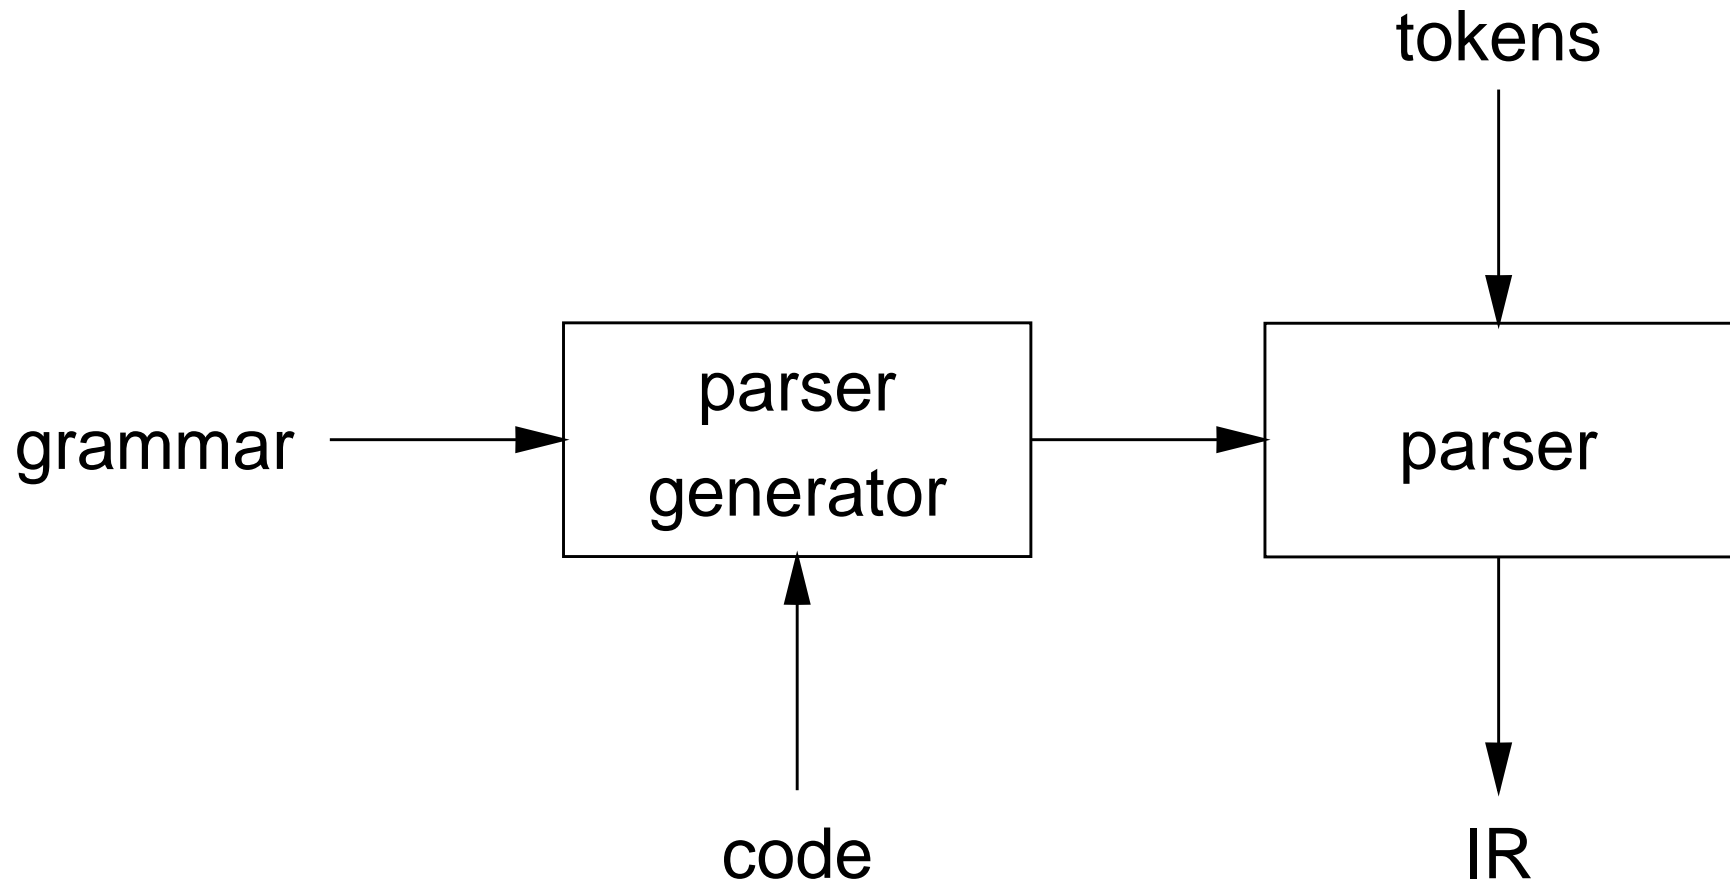 tokens
parser
generator
grammar
parser
code
IR